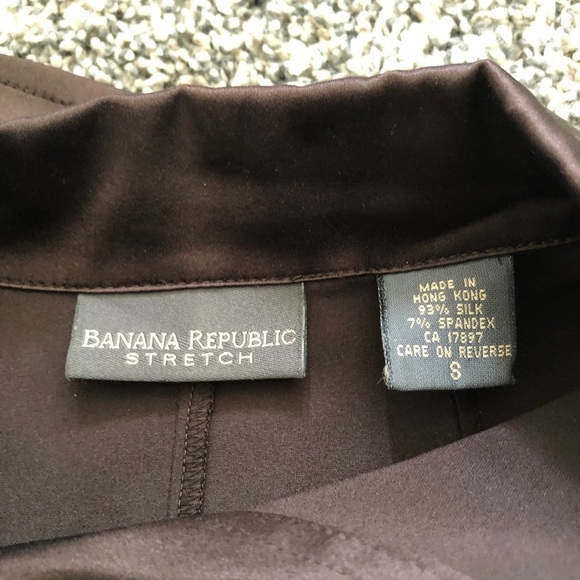 BANANA REPUBLIC
STRETCH
MADE IN
HONG KONG
93% SILK
7% SPANDEX
CA 17897
CARE ON REVERSE
S